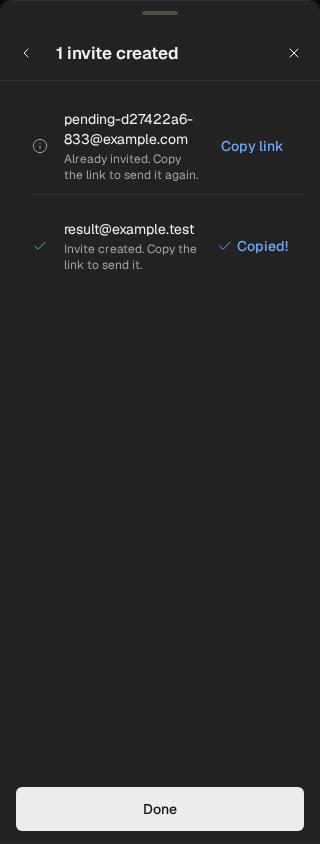 1 invite created
pending-d27422a6-
833@example.com
Already invited. Copy
the link to send it again.
Copy link
result@example.test
Invite created. Copy the
link to send it.
Copied!
Done